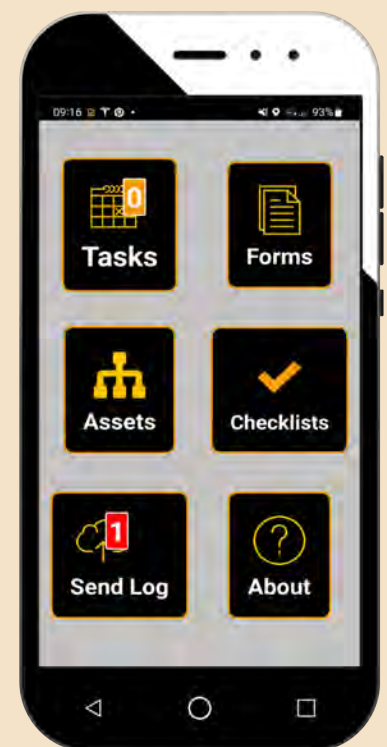 09:16
93%
0
Tasks
Forms
Assets
Checklists
1
Send Log
About